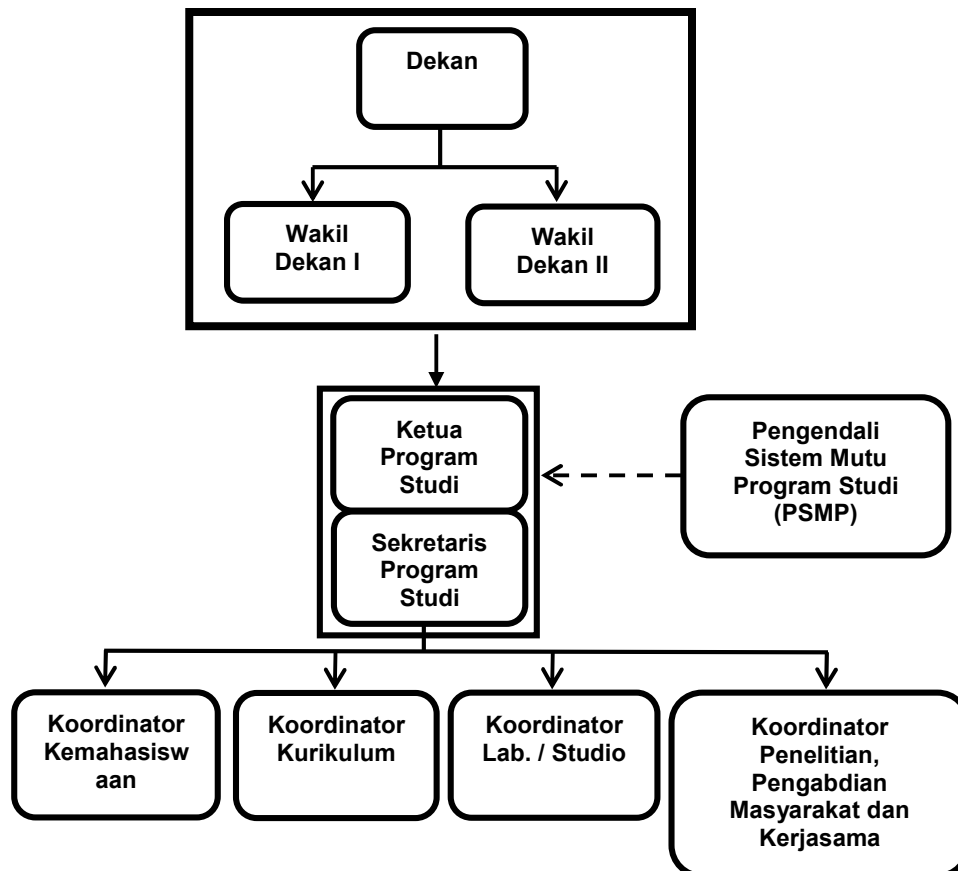 Dekan
Wakil
Dekan I
Wakil
Dekan II
Ketua
Program
Studi
Pengendali
Sistem Mutu
Program Studi
(PSMP)
Sekretaris
Program
Studi
Koordinator
Kemahasisw
aan
Koordinator
Kurikulum
Koordinator
Lab. / Studio
Koordinator
Penelitian,
Pengabdian
Masyarakat dan
Kerjasama